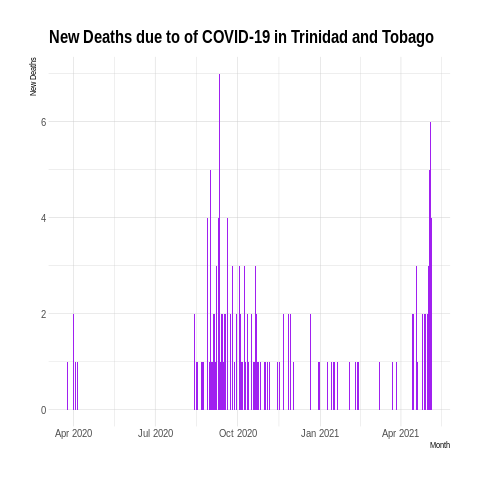 New Deaths due to of COVID-19 in Trinidad and Tobago
New Deaths
6
4
2
0
Apr 2020 Jul 2020 Oct 2020 Jan 2021 Apr 2021
Month